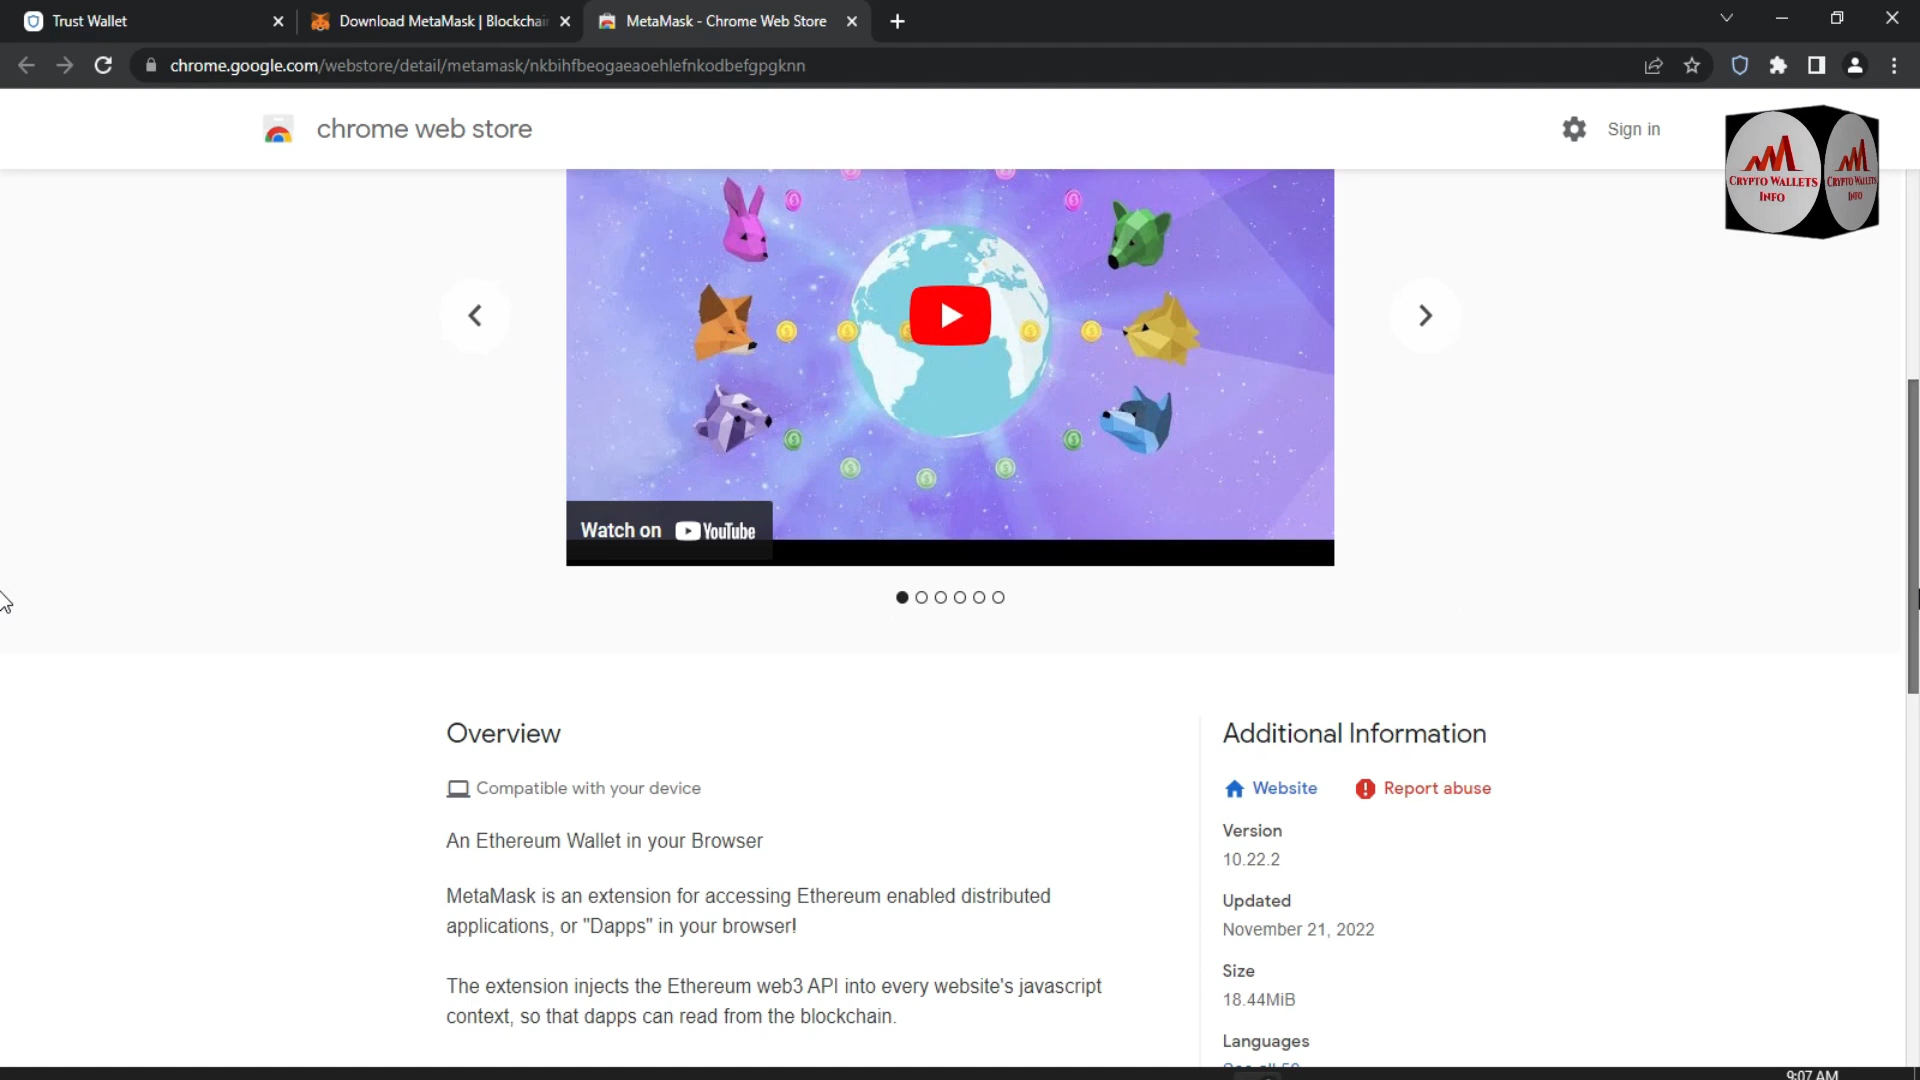 Trust Wallet
Download MetaMask | Blockchai
MetaMask - Chrome Web Store
chrome.google.com/webstore/detail/metamask/nkbihfbeogaeaoehlefnkodbefgpgknn
chrome web store
Sign in
CRYPTO WALLETS
INFO
CRYPTO WALLETS
INFO
Watch on YouTube
Overview
Compatible with your device
An Ethereum Wallet in your Browser
MetaMask is an extension for accessing Ethereum enabled distributed
applications, or "Dapps" in your browser!
The extension injects the Ethereum web3 API into every website's javascript
context, so that dapps can read from the blockchain.
Additional Information
Website
Report abuse
Version
10.22.2
Updated
November 21, 2022
Size
18.44MiB
Languages
9:07 AM